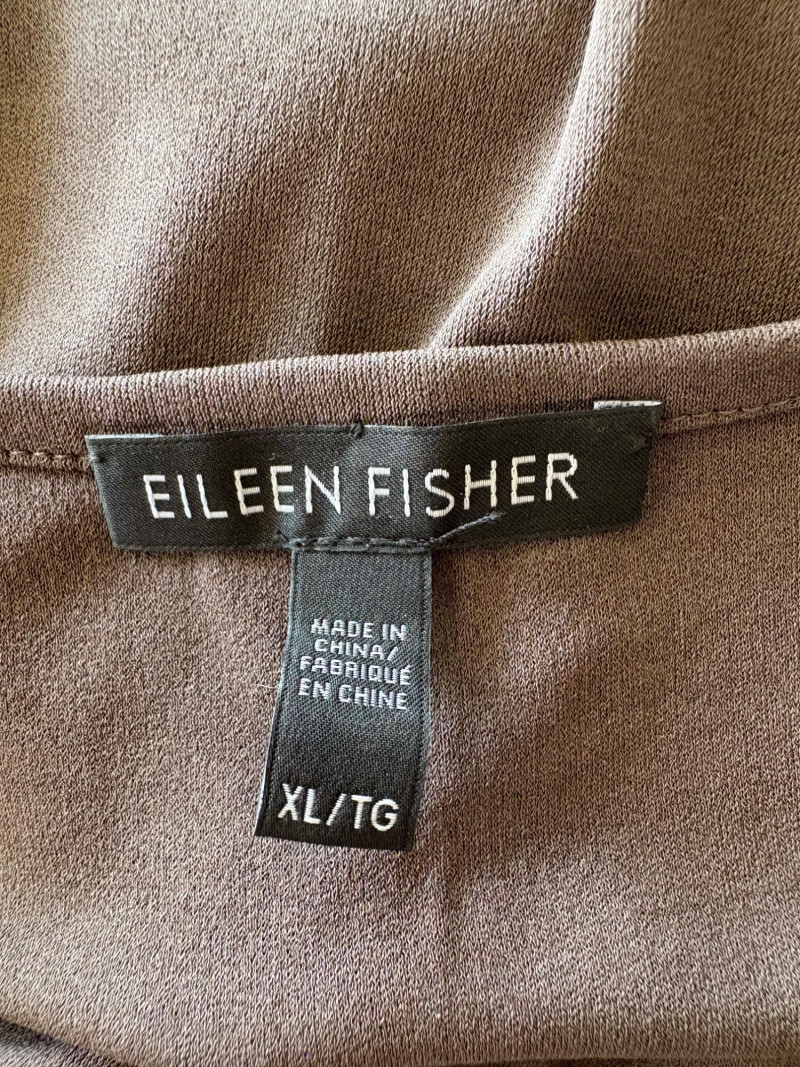 EILEEN FISHER
MADE IN
CHINA/
FABRIQUÉ
EN CHINE
XL/TG